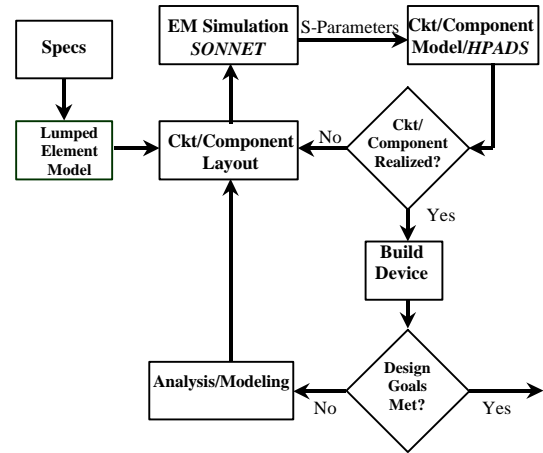 Specs
EM Simulation
SONNET
S-Parameters
Ckt/Component
Model/HPADS
Lumped
Element
Model
Ckt/Component
Layout
No
Ckt/
Component
Realized?
Yes
Build
Device
Analysis/Modeling
No
Design
Goals
Met?
Yes